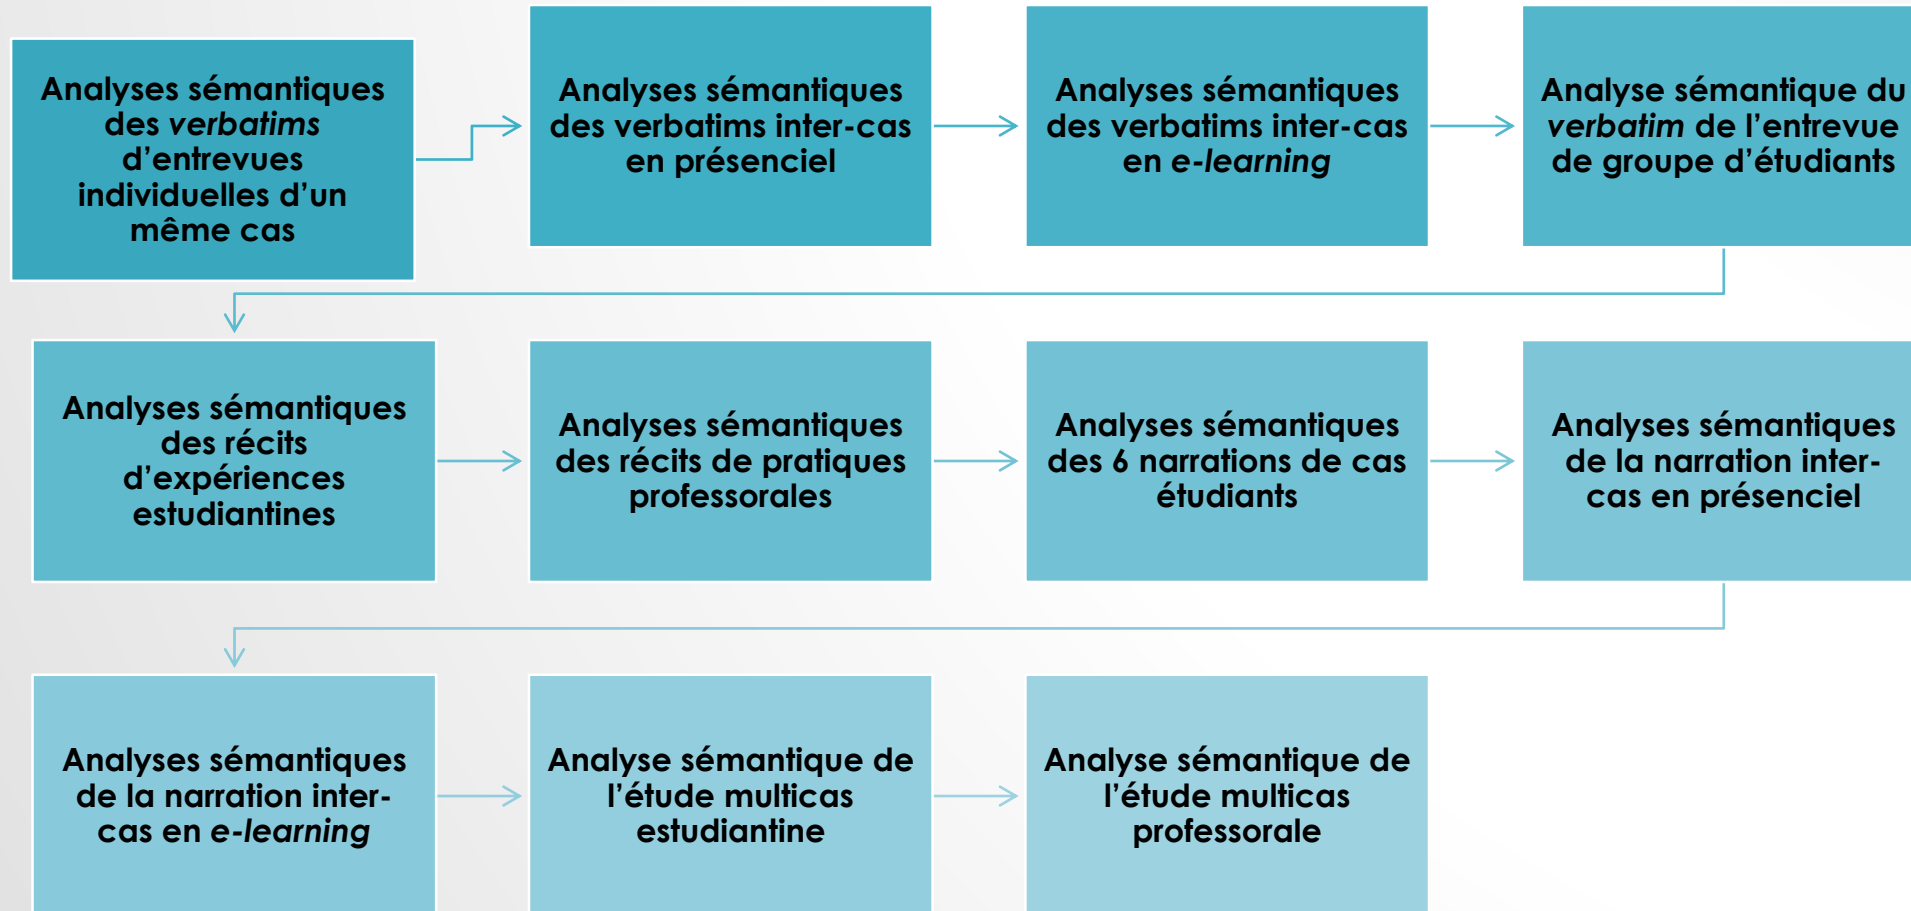 Analyses sémantiques
des verbatims
d’entrevues
individuelles d’un
même cas
Analyses sémantiques
des verbatims inter-cas
en présenciel
Analyses sémantiques
des verbatims inter-cas
en e-learning
Analyse sémantique du
verbatim de l’entrevue
de groupe d’étudiants
Analyses sémantiques
des récits
d’expériences
estudiantines
Analyses sémantiques
des récits de pratiques
professorales
Analyses sémantiques
des 6 narrations de cas
étudiants
Analyses sémantiques
de la narration inter-
cas en présenciel
Analyses sémantiques
de la narration inter-
cas en e-learning
Analyse sémantique de
l’étude multicas
estudiantine
Analyse sémantique de
l’étude multicas
professorale